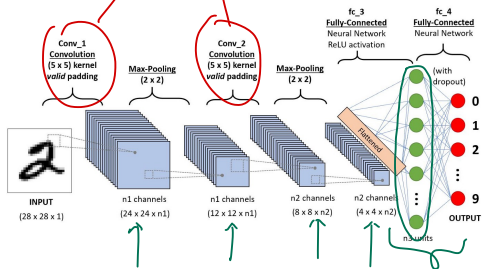 fc_3
Fully-Connected
Neural Network
ReLU activation
fc_4
Fully-Connected
Neural Network
Conv_1
Convolution
(5 x 5) kernel
valid padding
Max-Pooling
(2 x 2)
Conv_2
Convolution
(5 x 5) kernel
valid padding
Max-Pooling
(2 x 2)
(with
dropout)
Flattened
0
1
2
9
INPUT
(28 x 28 x 1)
n1 channels
(24 x 24 x n1)
n1 channels
(12 x 12 x n1)
n2 channels
(8 x 8 x n2)
n2 channels
(4 x 4 x n2)
n3 units
OUTPUT